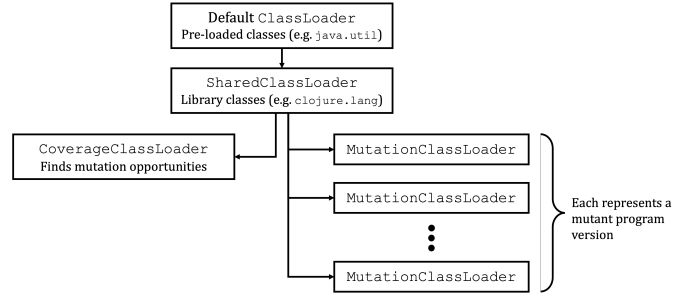 Default ClassLoader
Pre-loaded classes (e.g. java.util)
SharedClassLoader
Library classes (e.g. clojure.lang)
CoverageClassLoader
Finds mutation opportunities
MutationClassLoader
MutationClassLoader
MutationClassLoader
Each represents a
mutant program
version